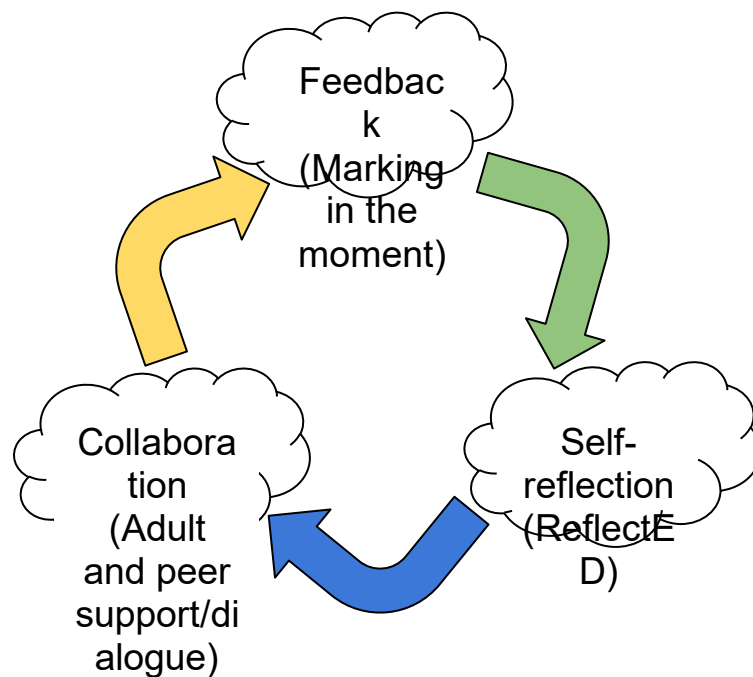 Feedbac
k
(Marking
in the
moment)
Collabora
tion
(Adult
and peer
support/di
alogue)
Self-
reflection
(ReflectE
D)